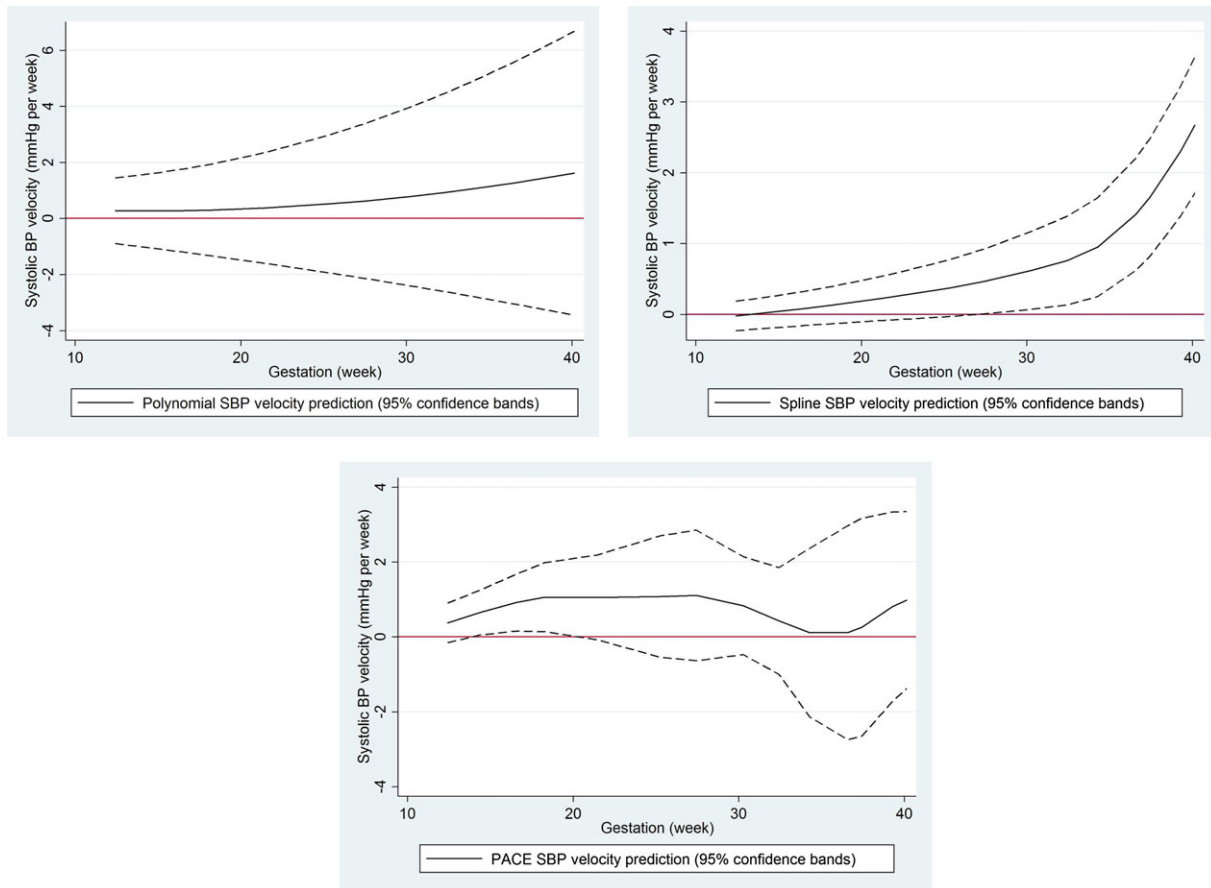 Systolic BP velocity (mmHg per week)
6
4
2
0
-2
-4
10 20 30 40
Gestation (week)
Polynomial SBP velocity prediction (95% confidence bands)
Systolic BP velocity (mmHg per week)
4
3
2
1
0
10 20 30 40
Gestation (week)
Spline SBP velocity prediction (95% confidence bands)
Systolic BP velocity (mmHg per week)
4
2
0
-2
-4
10 20 30 40
Gestation (week)
PACE SBP velocity prediction (95% confidence bands)